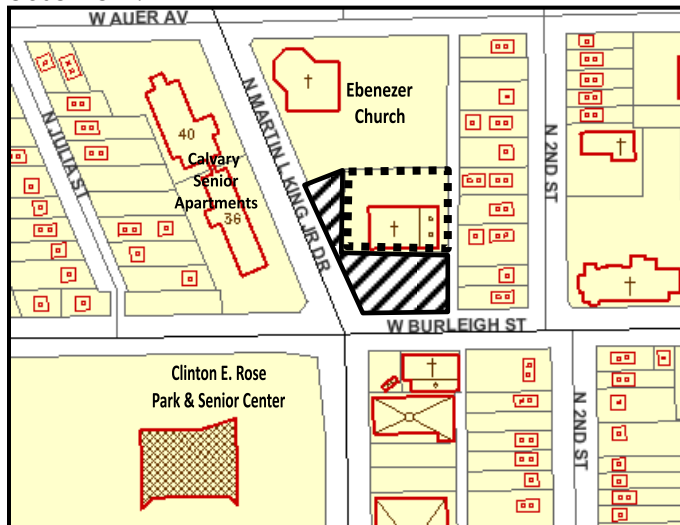 W AUER AV
Ebenezer
Church
40
Calvary
Senior
Apartments
36
N JULIA ST
N MARTIN L KING JR DR
N 2ND ST
W BURLEIGH ST
Clinton E. Rose
Park & Senior Center
N 2ND ST